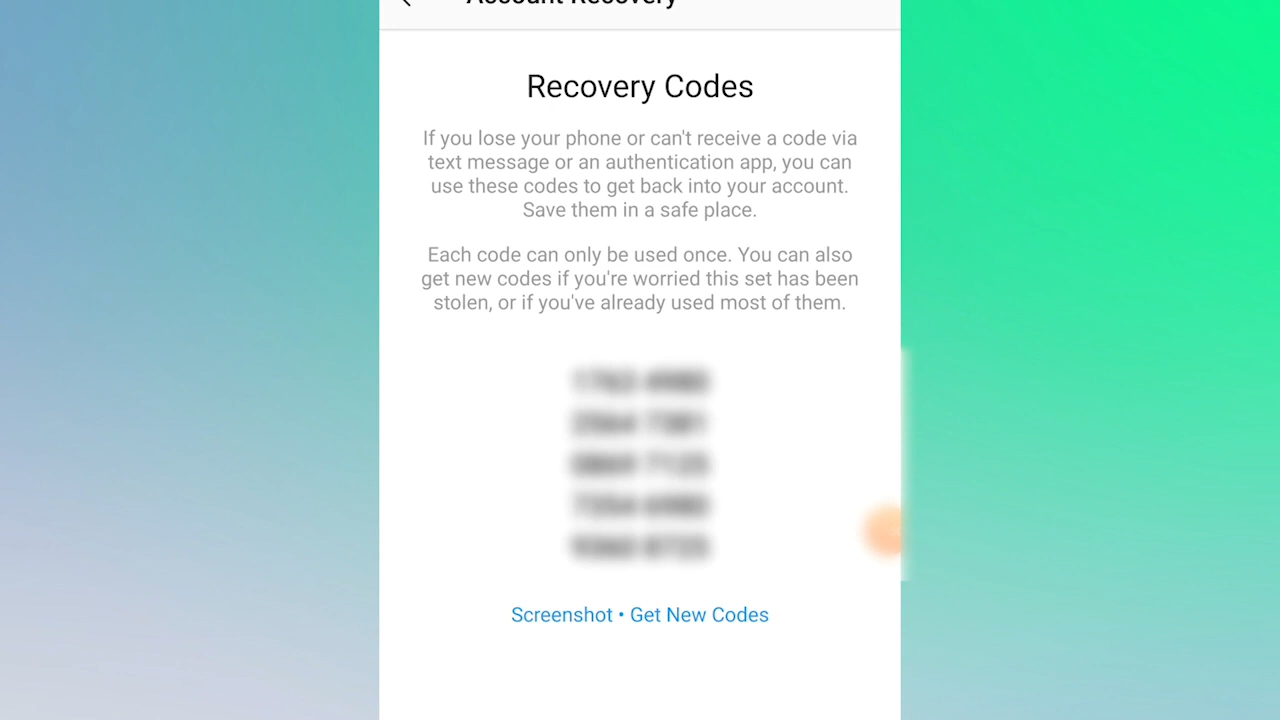 Account Recovery
Recovery Codes
If you lose your phone or can't receive a code via
text message or an authentication app, you can
use these codes to get back into your account.
Save them in a safe place.
Each code can only be used once. You can also
get new codes if you're worried this set has been
stolen, or if you've already used most of them.
Screenshot • Get New Codes